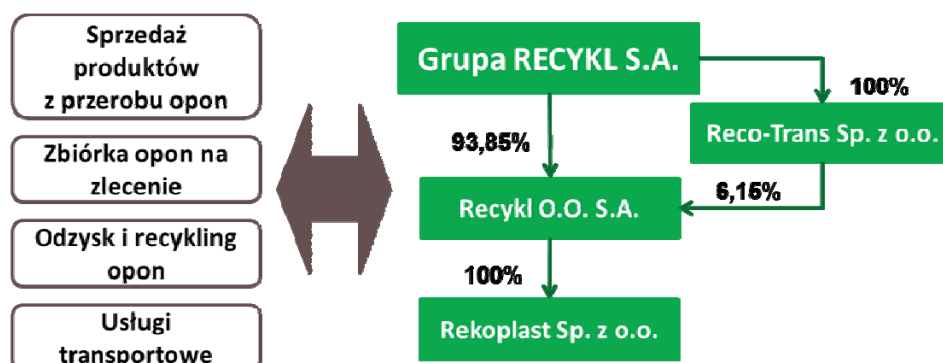 Sprzedaż
produktów
z przerobu opon
Zbiórka opon na
zlecenie
Odzysk i recykling
opon
Usługi
transportowe
Grupa RECYKL S.A.
100%
Reco-Trans Sp. z o.o.
93,85%
6,15%
Recykl O.O. S.A.
100%
Rekoplast Sp. z o.o.